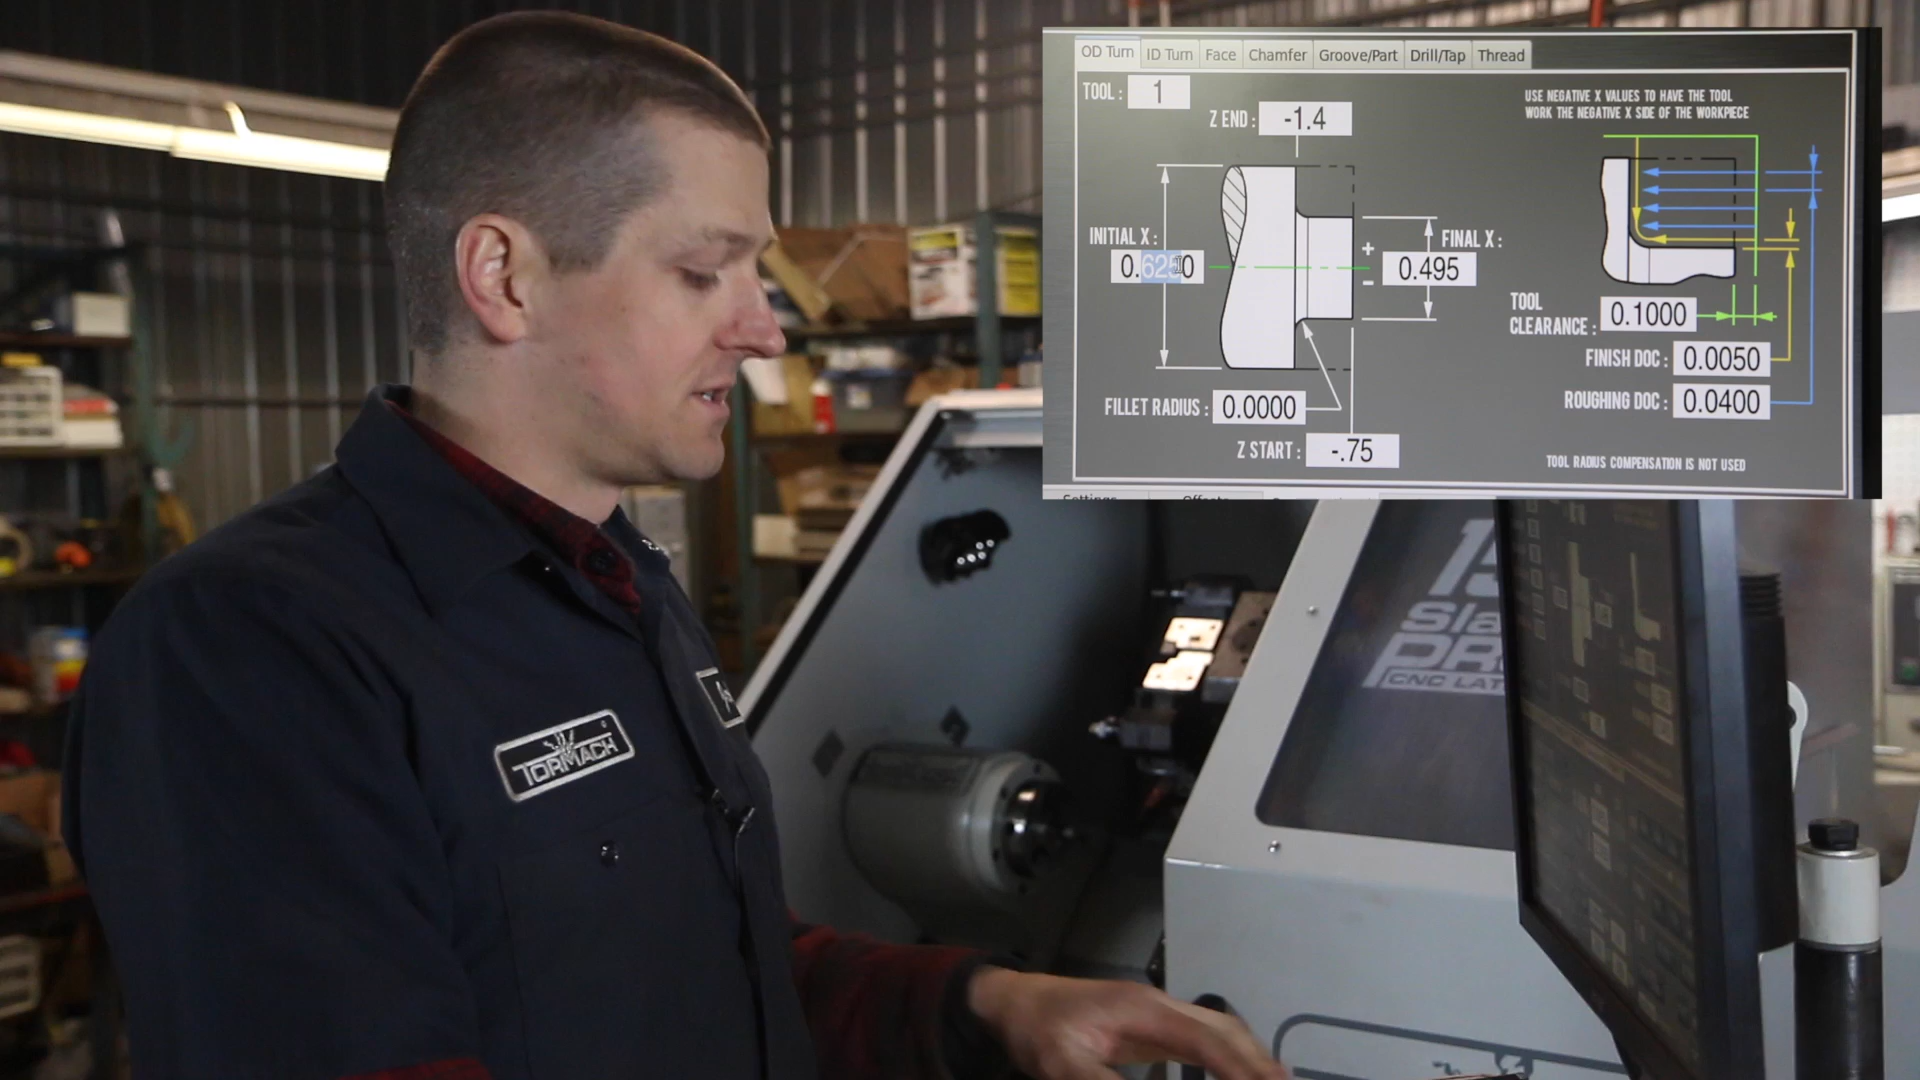 OD Turn
ID Turn
Face
Chamfer
Groove/Part
Drill/Tap
Thread
TOOL : 1
Z END : -1.4
USE NEGATIVE X VALUES TO HAVE THE TOOL
WORK THE NEGATIVE X SIDE OF THE WORKPIECE
INITIAL X :
0.6250
+
FINAL X :
0.495
-
TOOL
CLEARANCE : 0.1000
FINISH DOC : 0.0050
FILLET RADIUS : 0.0000
ROUGHING DOC : 0.0400
Z START : -.75
TOOL RADIUS COMPENSATION IS NOT USED
TORMACH
CNC LAT